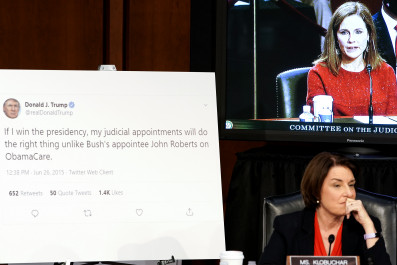 Donald J. Trump
@realDonaldTrump
If I win the presidency, my judicial appointments will do
the right thing unlike Bush's appointee John Roberts on
ObamaCare.
12:38 PM - Jun 26, 2015 · Twitter Web Client
652 Retweets 50 Quote Tweets 1.4K Likes
COMMITTEE ON THE JUD
MS. KLOBUCHAR